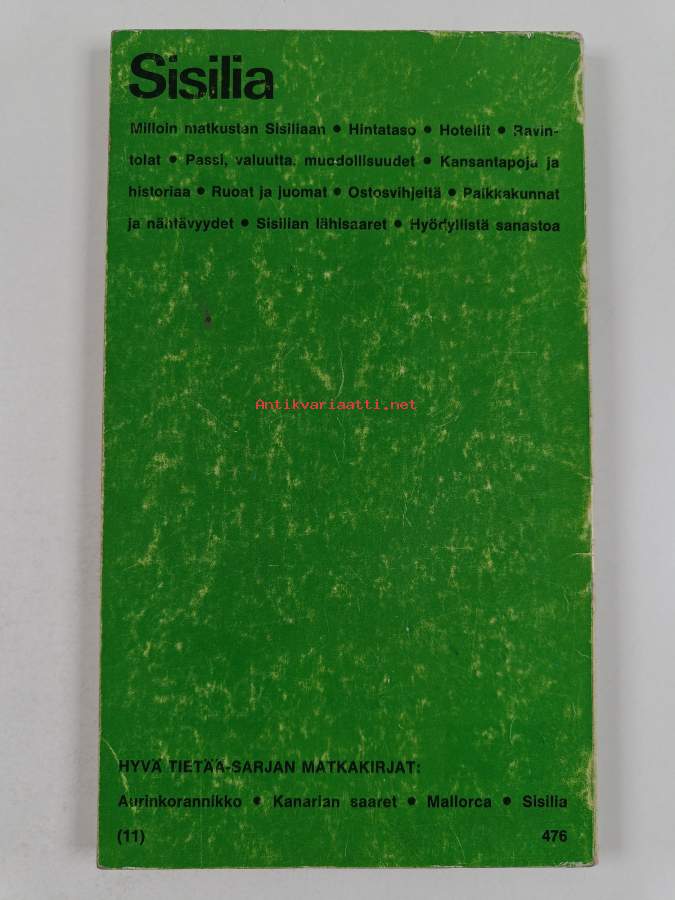 Sisilia
Milloin matkustan Sisiliaan • Hintataso • Hotellit • Ravin-
tolat • Passi, valuutta, muodollisuudet • Kansantapoja ja
historiaa • Ruoat ja juomat • Ostosvihjeitä • Paikkakunnat
ja nähtävyydet • Sisilian lähisaaret • Hyödyllistä sanastoa
Antikvariaatti.net
HYVÄ TIETÄÄ-SARJAN MATKAKIRJAT:
Aurinkorannikko • Kanarian saaret • Mallorca • Sisilia
(11) 476